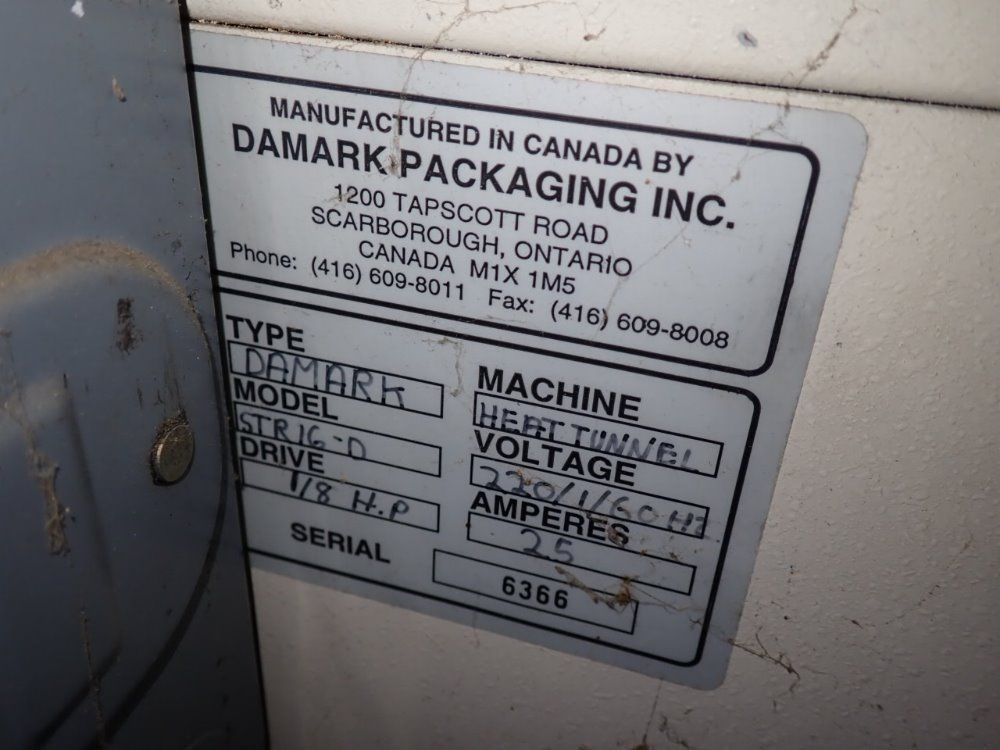 MANUFACTURED IN CANADA BY
DAMARK PACKAGING INC.
1200 TAPSCOTT ROAD
SCARBOROUGH, ONTARIO
CANADA M1X 1M5
Phone: (416) 609-8011 Fax: (416) 609-8008
TYPE
DAMARK
MODEL
STR16-D
DRIVE
1/8 H.P
MACHINE
HEAT TUNNEL
VOLTAGE
220/1/60 HZ
AMPERES
25
SERIAL
6366